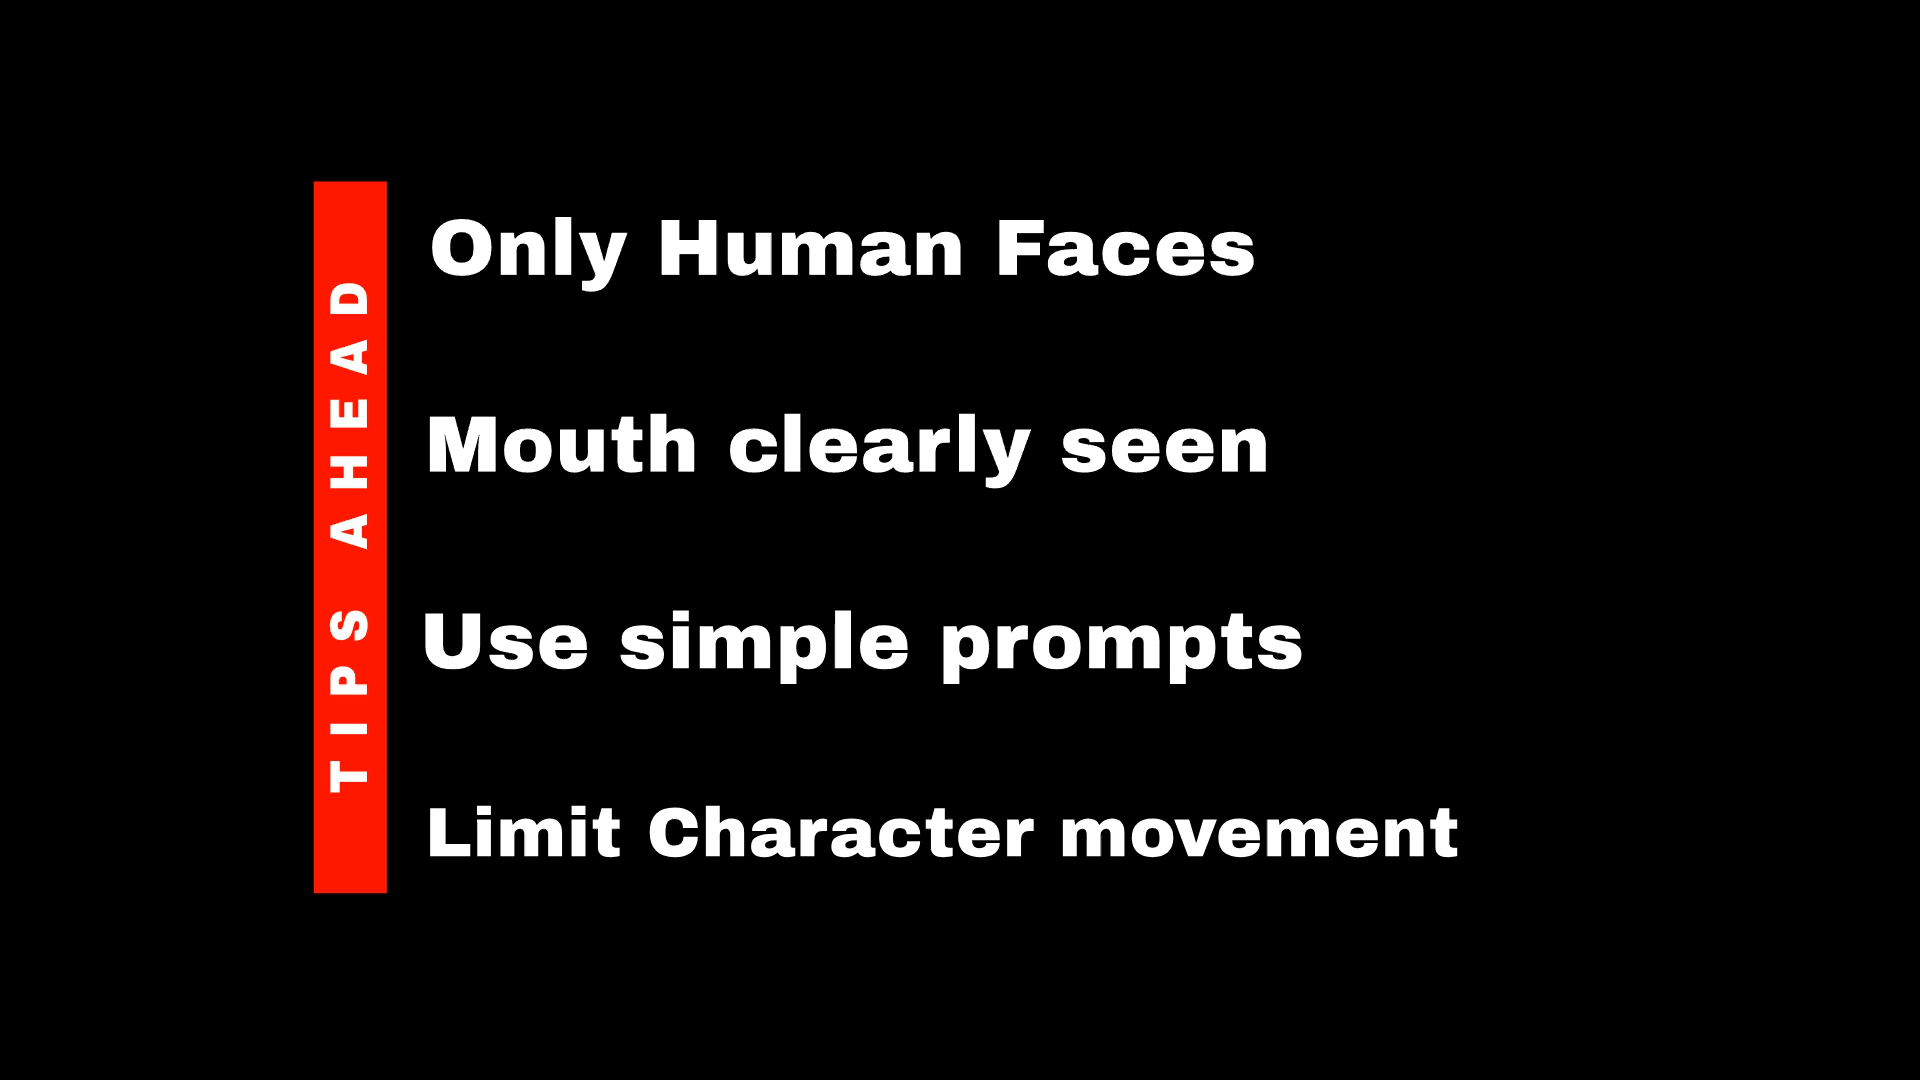 TIPS AHEAD
Only Human Faces
Mouth clearly seen
Use simple prompts
Limit Character movement